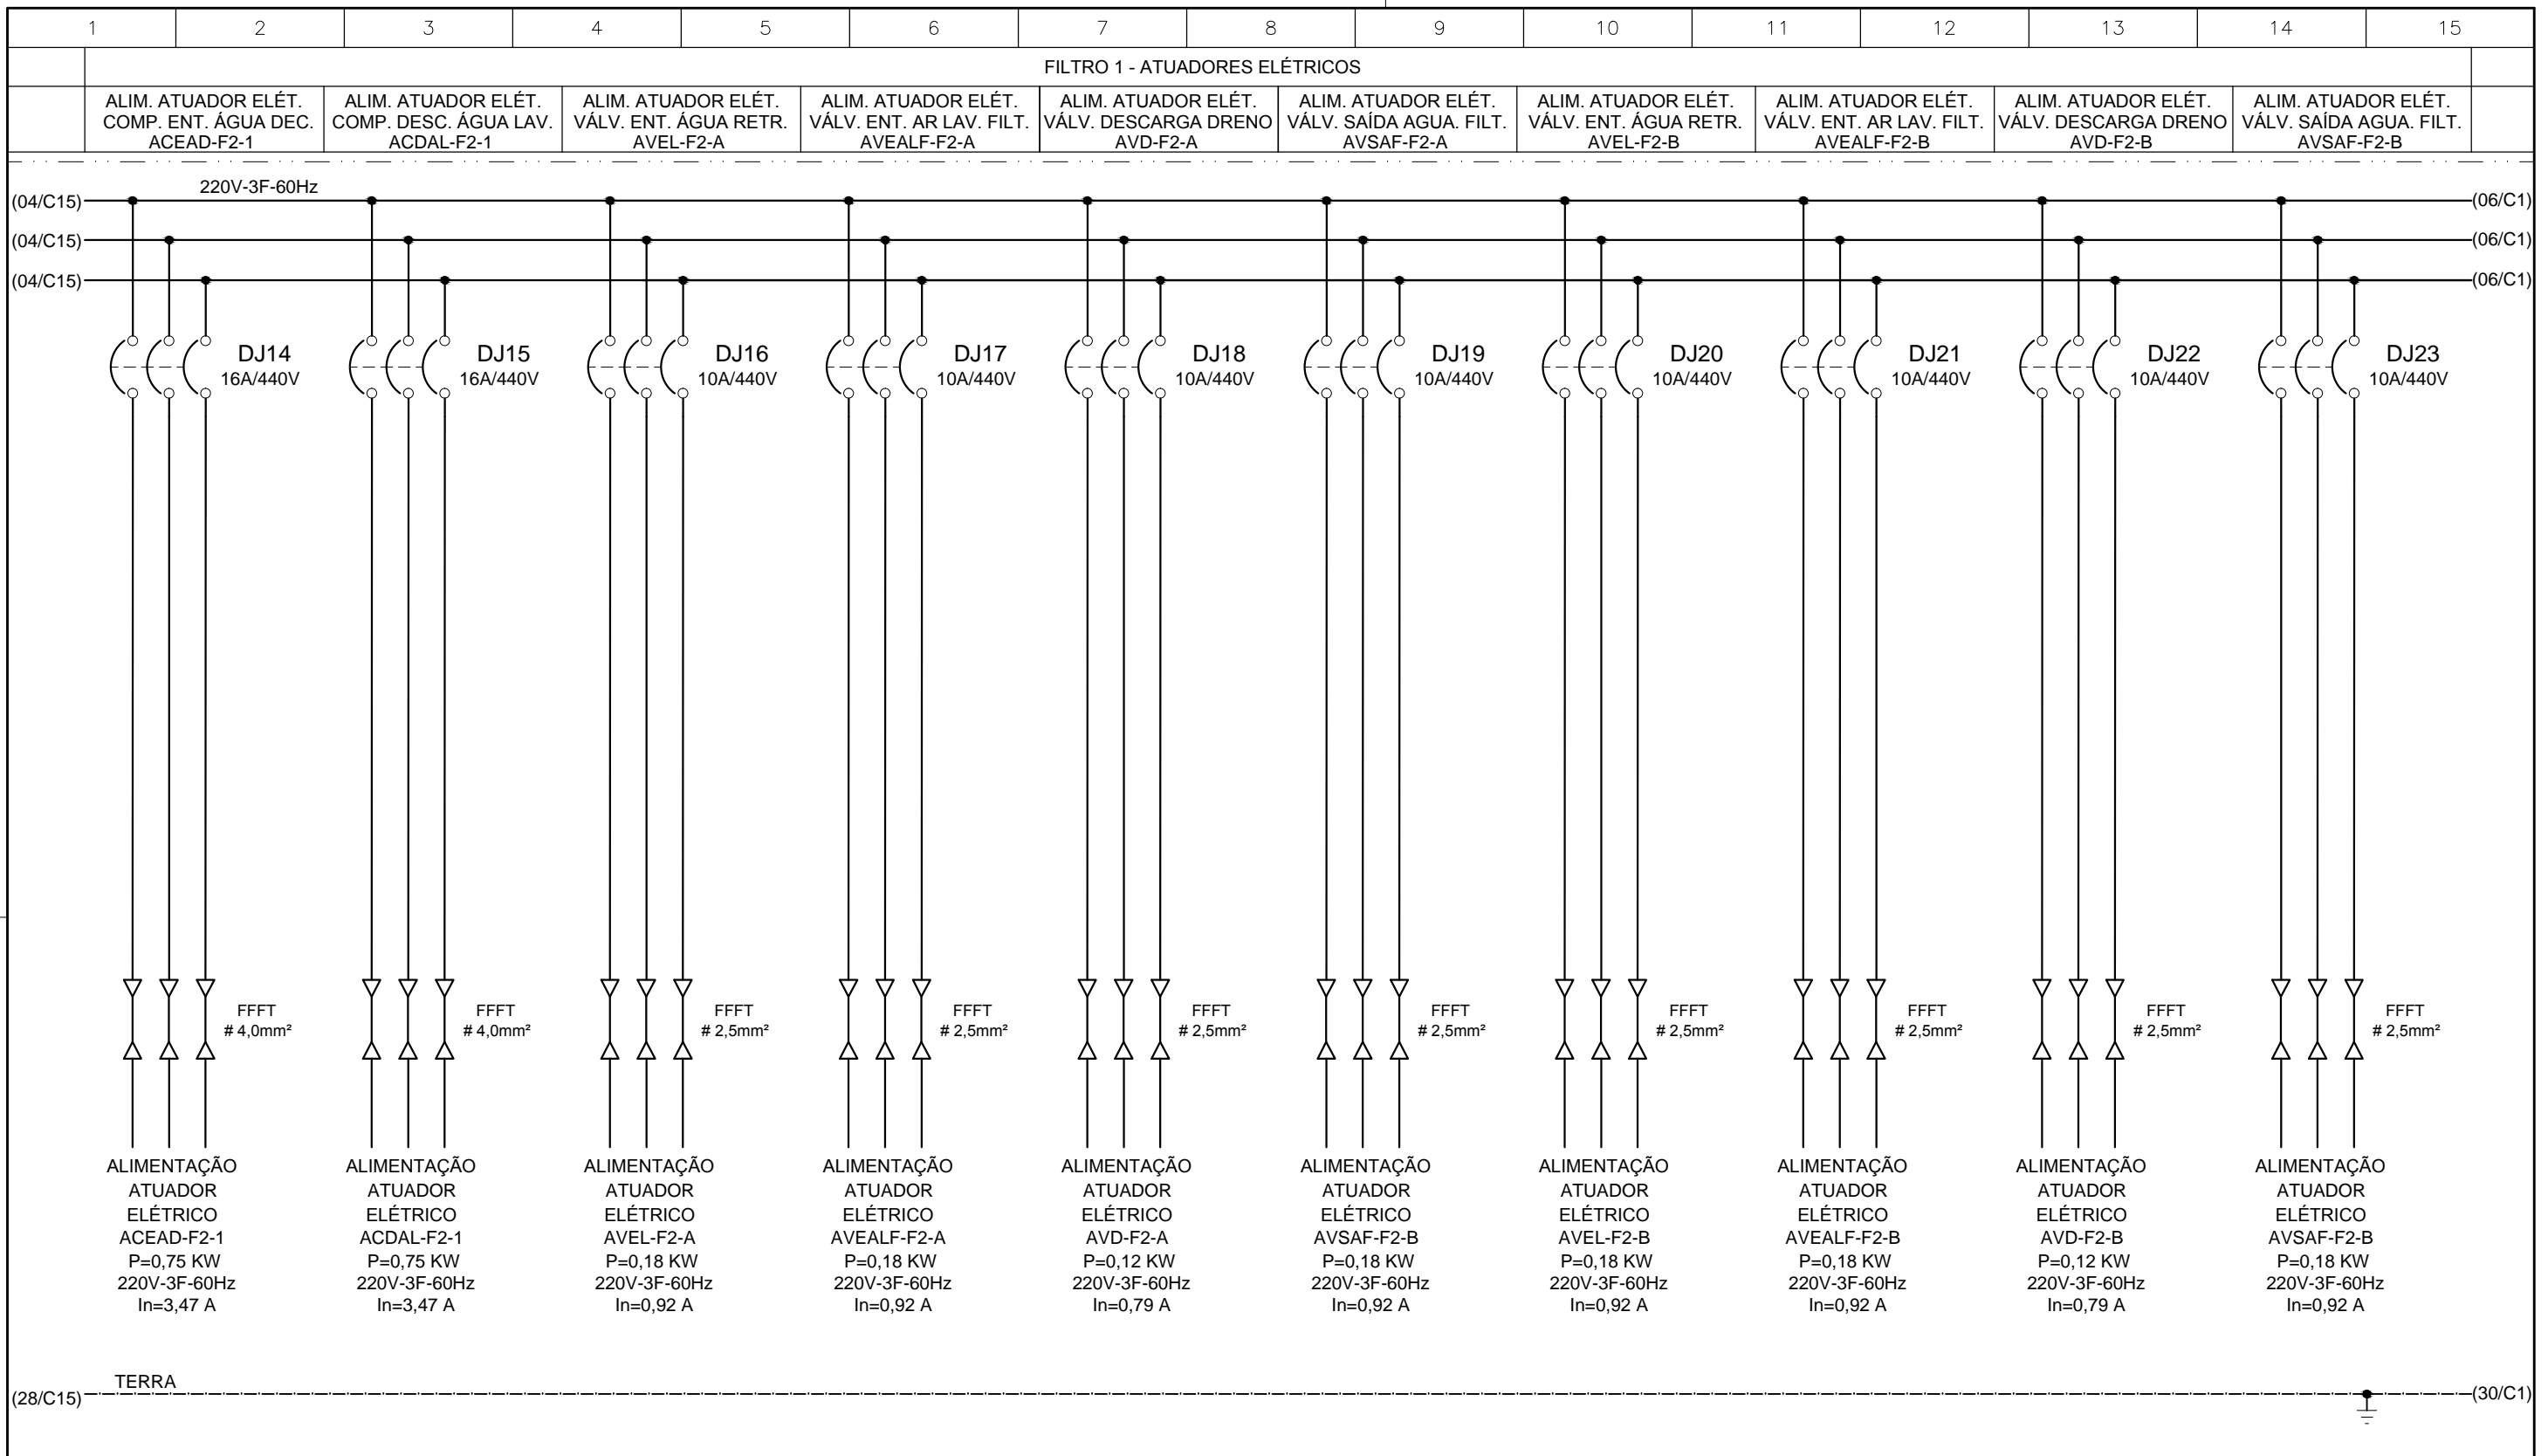 1 2 3 4 5 6 7 8 9 10 11 12 13 14 15
FILTRO 1 - ATUADORES ELÉTRICOS
ALIM. ATUADOR ELÉT.
COMP. ENT. ÁGUA DEC.
ACEAD-F2-1
ALIM. ATUADOR ELÉT.
COMP. DESC. ÁGUA LAV.
ACDAL-F2-1
ALIM. ATUADOR ELÉT.
VÁLV. ENT. ÁGUA RETR.
AVEL-F2-A
ALIM. ATUADOR ELÉT.
VÁLV. ENT. AR LAV. FILT.
AVEALF-F2-A
ALIM. ATUADOR ELÉT.
VÁLV. DESCARGA DRENO
AVD-F2-A
ALIM. ATUADOR ELÉT.
VÁLV. SAÍDA AGUA. FILT.
AVSAF-F2-A
ALIM. ATUADOR ELÉT.
VÁLV. ENT. ÁGUA RETR.
AVEL-F2-B
ALIM. ATUADOR ELÉT.
VÁLV. ENT. AR LAV. FILT.
AVEALF-F2-B
ALIM. ATUADOR ELÉT.
VÁLV. DESCARGA DRENO
AVD-F2-B
ALIM. ATUADOR ELÉT.
VÁLV. SAÍDA AGUA. FILT.
AVSAF-F2-B
220V-3F-60Hz
(04/C15) (06/C1)
(04/C15) (06/C1)
(04/C15) (06/C1)
DJ14
16A/440V
DJ15
16A/440V
DJ16
10A/440V
DJ17
10A/440V
DJ18
10A/440V
DJ19
10A/440V
DJ20
10A/440V
DJ21
10A/440V
DJ22
10A/440V
DJ23
10A/440V
FFFT
# 4,0mm²
FFFT
# 4,0mm²
FFFT
# 2,5mm²
FFFT
# 2,5mm²
FFFT
# 2,5mm²
FFFT
# 2,5mm²
FFFT
# 2,5mm²
FFFT
# 2,5mm²
FFFT
# 2,5mm²
FFFT
# 2,5mm²
ALIMENTAÇÃO
ATUADOR
ELÉTRICO
ACEAD-F2-1
P=0,75 KW
220V-3F-60Hz
In=3,47 A
ALIMENTAÇÃO
ATUADOR
ELÉTRICO
ACDAL-F2-1
P=0,75 KW
220V-3F-60Hz
In=3,47 A
ALIMENTAÇÃO
ATUADOR
ELÉTRICO
AVEL-F2-A
P=0,18 KW
220V-3F-60Hz
In=0,92 A
ALIMENTAÇÃO
ATUADOR
ELÉTRICO
AVEALF-F2-A
P=0,18 KW
220V-3F-60Hz
In=0,92 A
ALIMENTAÇÃO
ATUADOR
ELÉTRICO
AVD-F2-A
P=0,12 KW
220V-3F-60Hz
In=0,79 A
ALIMENTAÇÃO
ATUADOR
ELÉTRICO
AVSAF-F2-B
P=0,18 KW
220V-3F-60Hz
In=0,92 A
ALIMENTAÇÃO
ATUADOR
ELÉTRICO
AVEL-F2-B
P=0,18 KW
220V-3F-60Hz
In=0,92 A
ALIMENTAÇÃO
ATUADOR
ELÉTRICO
AVEALF-F2-B
P=0,18 KW
220V-3F-60Hz
In=0,92 A
ALIMENTAÇÃO
ATUADOR
ELÉTRICO
AVD-F2-B
P=0,12 KW
220V-3F-60Hz
In=0,79 A
ALIMENTAÇÃO
ATUADOR
ELÉTRICO
AVSAF-F2-B
P=0,18 KW
220V-3F-60Hz
In=0,92 A
TERRA
(28/C15) (30/C1)